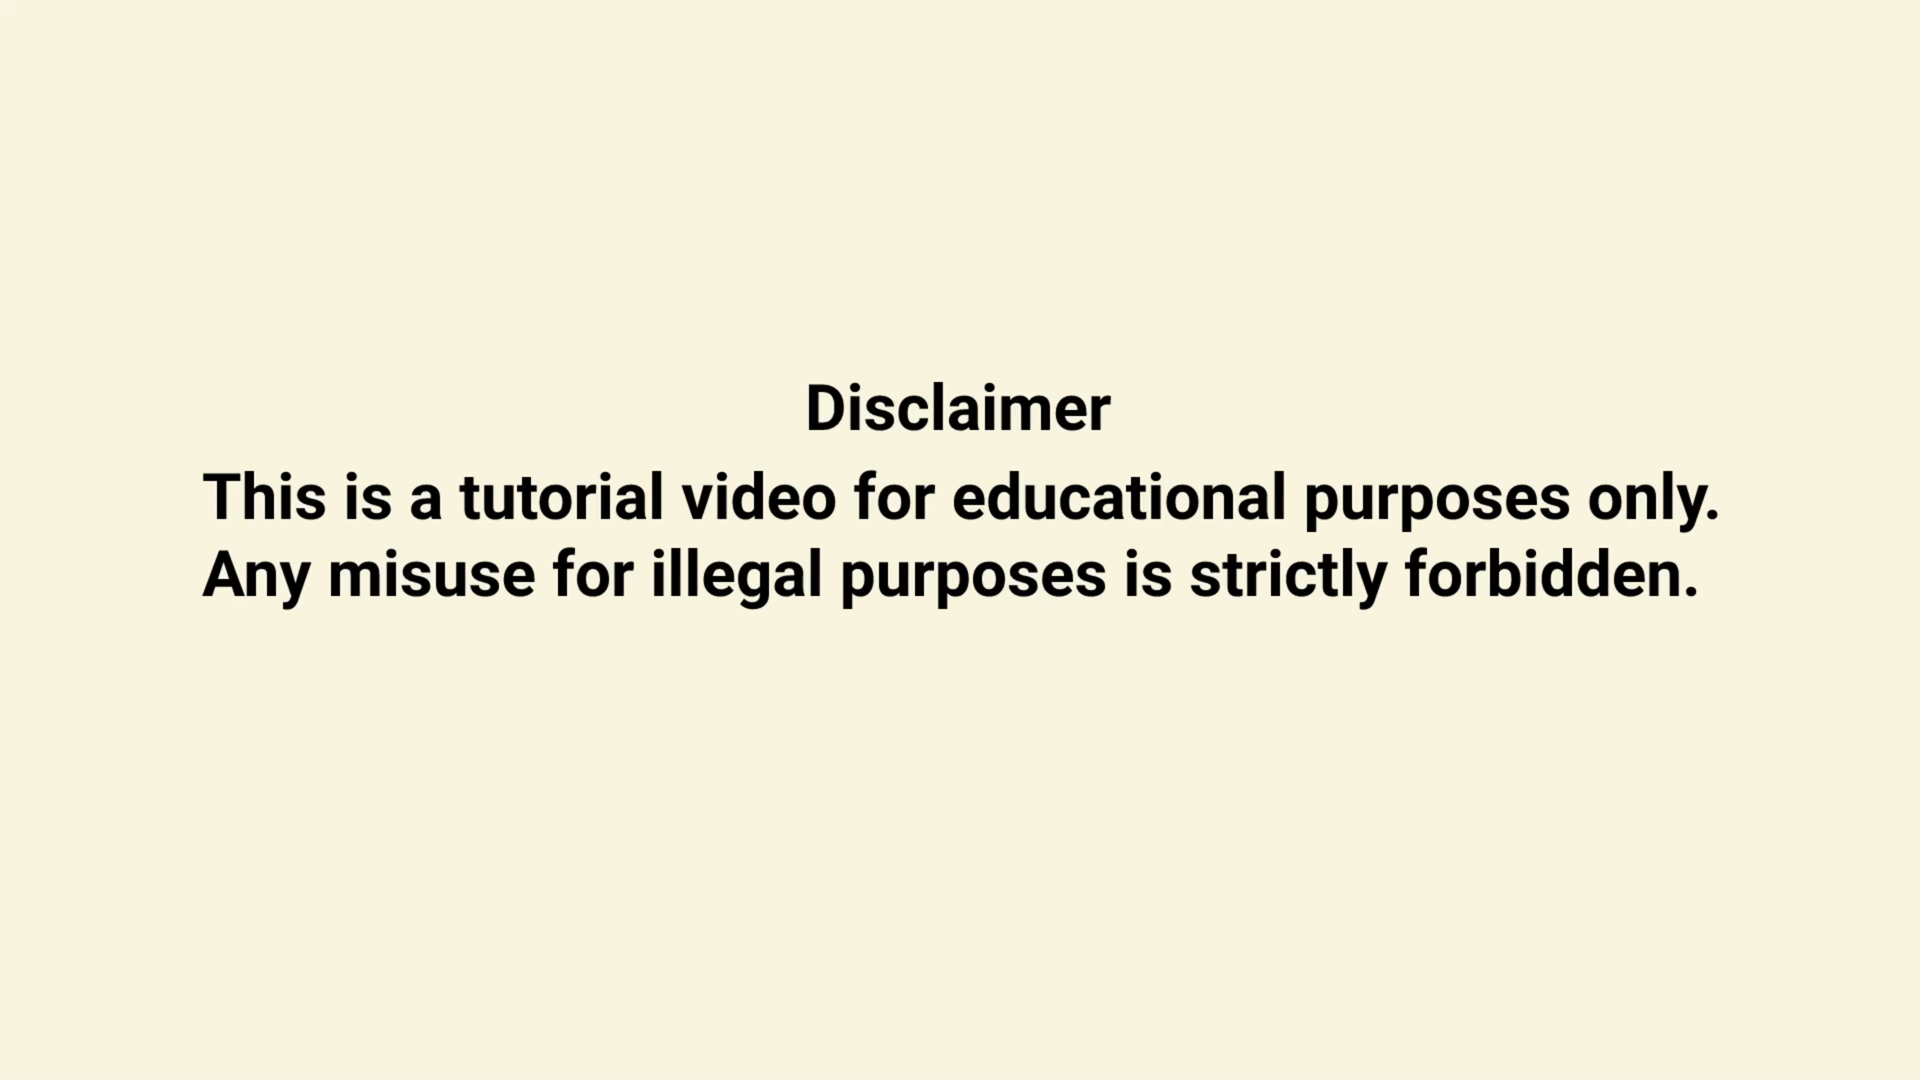 Disclaimer
This is a tutorial video for educational purposes only.
Any misuse for illegal purposes is strictly forbidden.